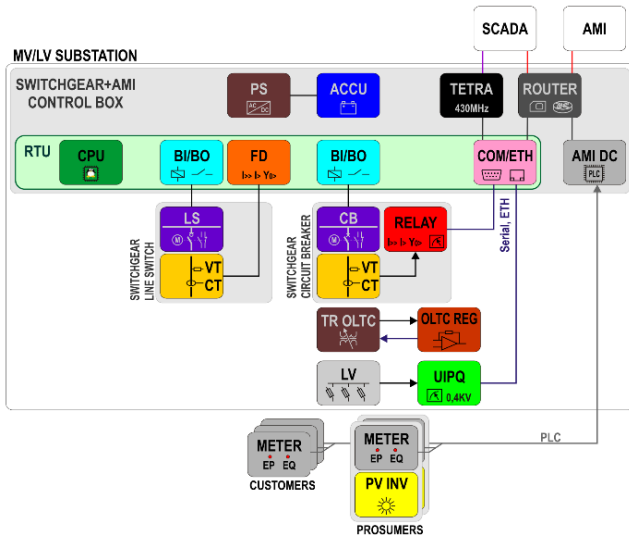 SCADA
AMI
MV/LV SUBSTATION
SWITCHGEAR+AMI
CONTROL BOX
PS
AC
DC
ACCU
TETRA
430MHz
ROUTER
RTU
CPU
BI/BO
FD
I>> I> Y⧐
BI/BO
COM/ETH
AMI DC
PLC
SWITCHGEAR
LINE SWITCH
LS
M
VT
CT
SWITCHGEAR
CIRCUIT BREAKER
CB
M
RELAY
I>> I> Y⧐
VT
CT
Serial, ETH
TR OLTC
OLTC REG
LV
UIPQ
0,4KV
PLC
METER
EP EQ
CUSTOMERS
METER
EP EQ
PV INV
PROSUMERS